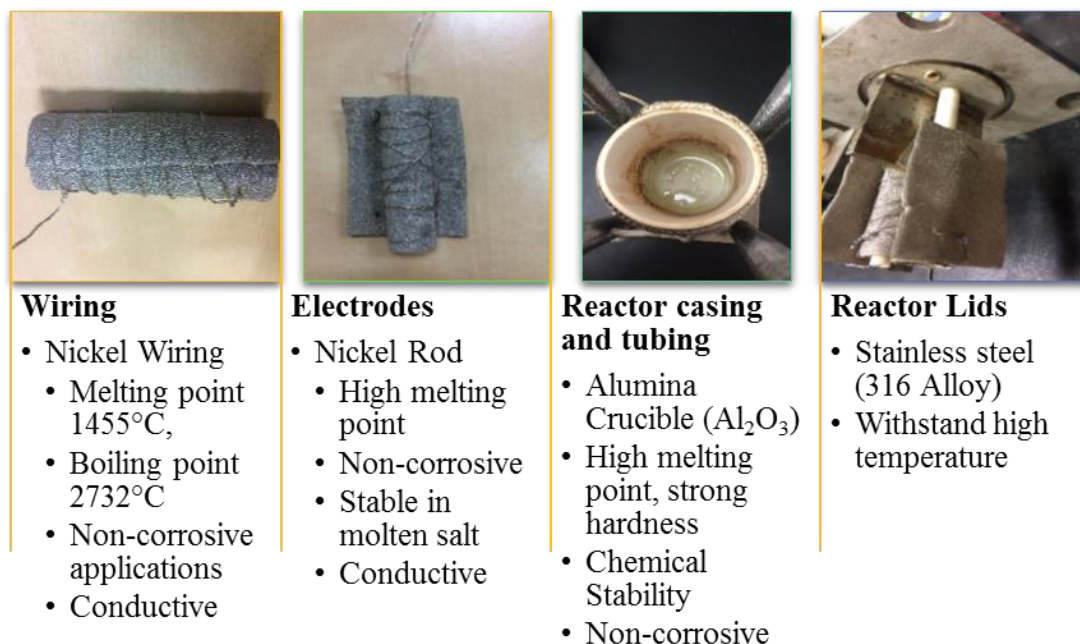 Wiring
• Nickel Wiring
• Melting point
1455°C,
• Boiling point
2732°C
• Non-corrosive
applications
• Conductive
Electrodes
• Nickel Rod
• High melting
point
• Non-corrosive
• Stable in
molten salt
• Conductive
Reactor casing
and tubing
• Alumina
Crucible (Al₂O₃)
• High melting
point, strong
hardness
• Chemical
Stability
• Non-corrosive
Reactor Lids
• Stainless steel
(316 Alloy)
• Withstand high
temperature